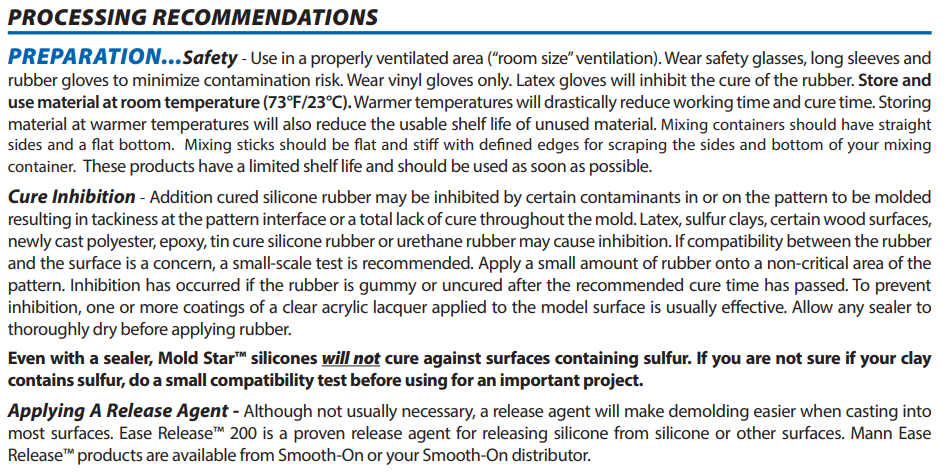 PROCESSING RECOMMENDATIONS
PREPARATION...Safety - Use in a properly ventilated area (“room size” ventilation). Wear safety glasses, long sleeves and
rubber gloves to minimize contamination risk. Wear vinyl gloves only. Latex gloves will inhibit the cure of the rubber. Store and
use material at room temperature (73°F/23°C). Warmer temperatures will drastically reduce working time and cure time. Storing
material at warmer temperatures will also reduce the usable shelf life of unused material. Mixing containers should have straight
sides and a flat bottom. Mixing sticks should be flat and stiff with defined edges for scraping the sides and bottom of your mixing
container. These products have a limited shelf life and should be used as soon as possible.
Cure Inhibition - Addition cured silicone rubber may be inhibited by certain contaminants in or on the pattern to be molded
resulting in tackiness at the pattern interface or a total lack of cure throughout the mold. Latex, sulfur clays, certain wood surfaces,
newly cast polyester, epoxy, tin cure silicone rubber or urethane rubber may cause inhibition. If compatibility between the rubber
and the surface is a concern, a small-scale test is recommended. Apply a small amount of rubber onto a non-critical area of the
pattern. Inhibition has occurred if the rubber is gummy or uncured after the recommended cure time has passed. To prevent
inhibition, one or more coatings of a clear acrylic lacquer applied to the model surface is usually effective. Allow any sealer to
thoroughly dry before applying rubber.
Even with a sealer, Mold Star™ silicones will not cure against surfaces containing sulfur. If you are not sure if your clay
contains sulfur, do a small compatibility test before using for an important project.
Applying A Release Agent - Although not usually necessary, a release agent will make demolding easier when casting into
most surfaces. Ease Release™ 200 is a proven release agent for releasing silicone from silicone or other surfaces. Mann Ease
Release™ products are available from Smooth-On or your Smooth-On distributor.